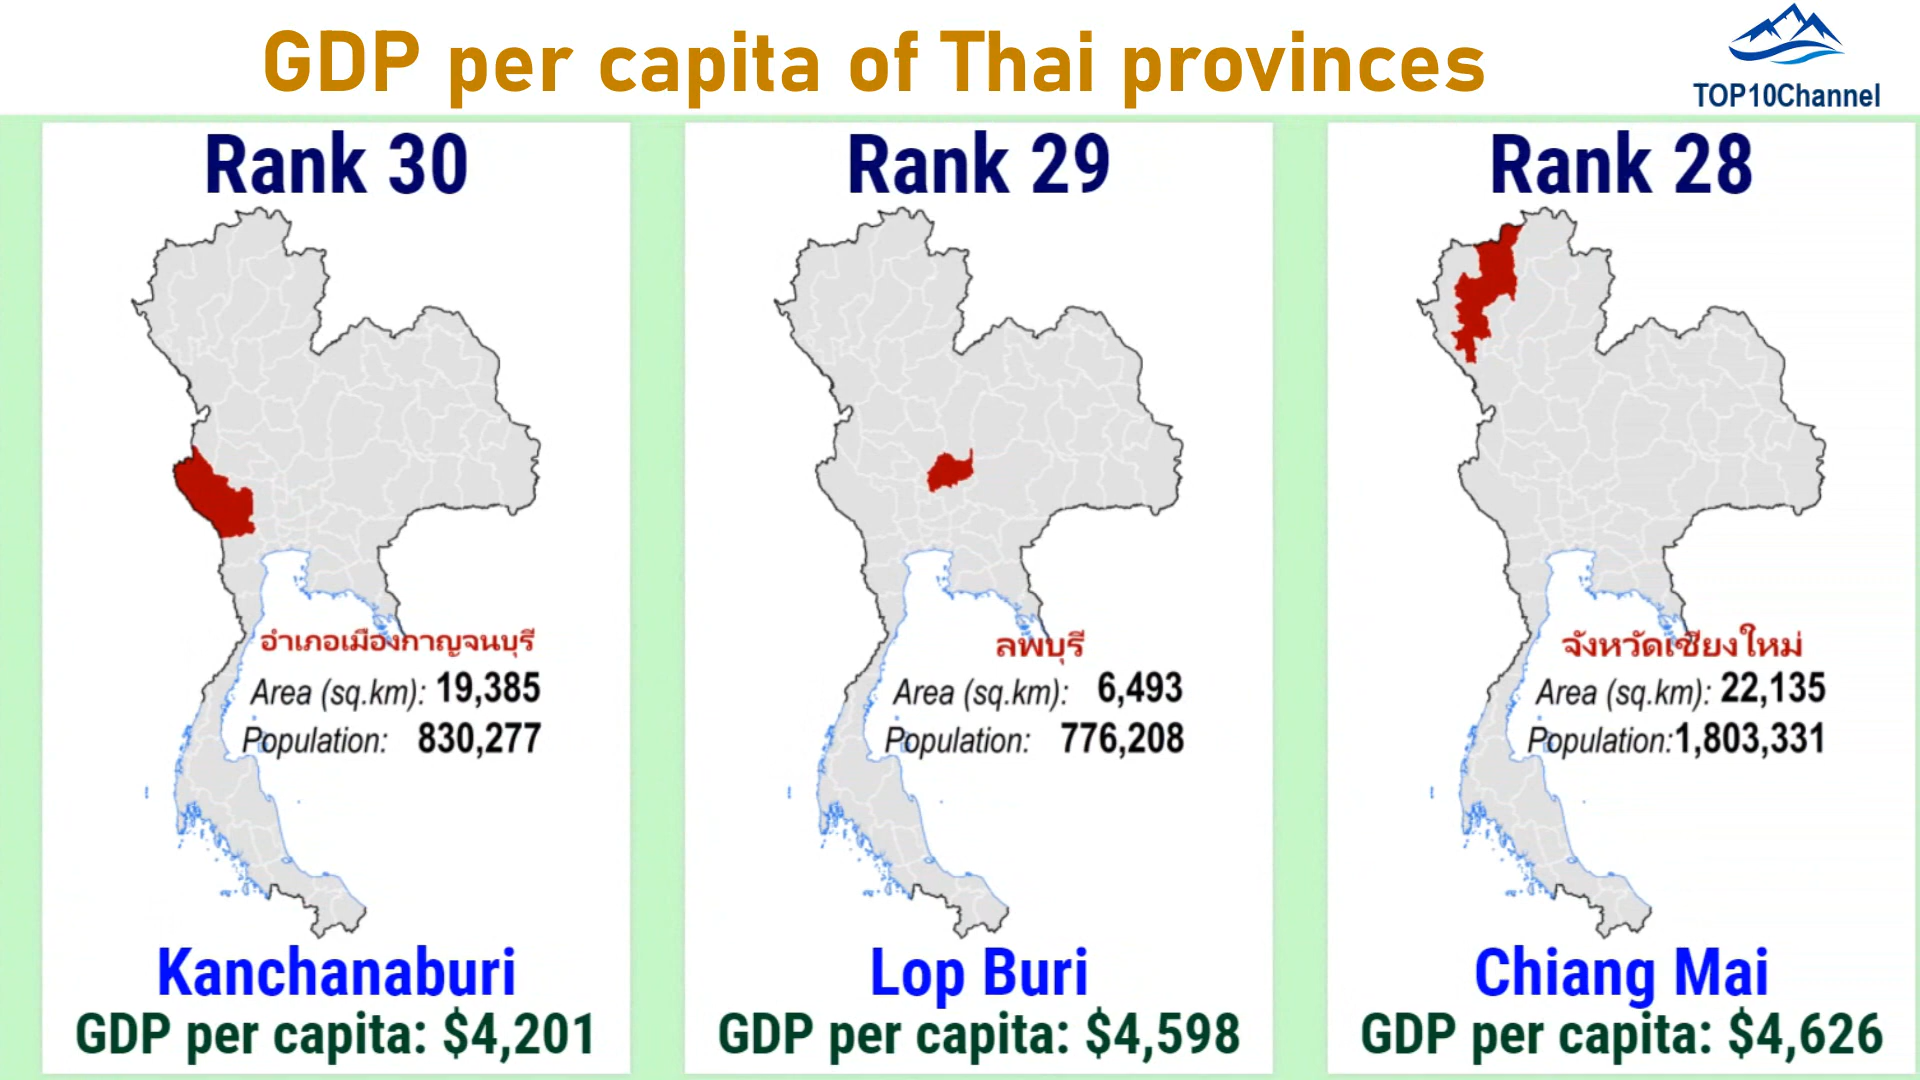 GDP per capita of Thai provinces
TOP10Channel
Rank 30
อำเภอเมืองกาญจนบุรี
Area (sq.km): 19,385
Population: 830,277
Kanchanaburi
GDP per capita: $4,201
Rank 29
ลพบุรี
Area (sq.km): 6,493
Population: 776,208
Lop Buri
GDP per capita: $4,598
Rank 28
จังหวัดเชียงใหม่
Area (sq.km): 22,135
Population:1,803,331
Chiang Mai
GDP per capita: $4,626